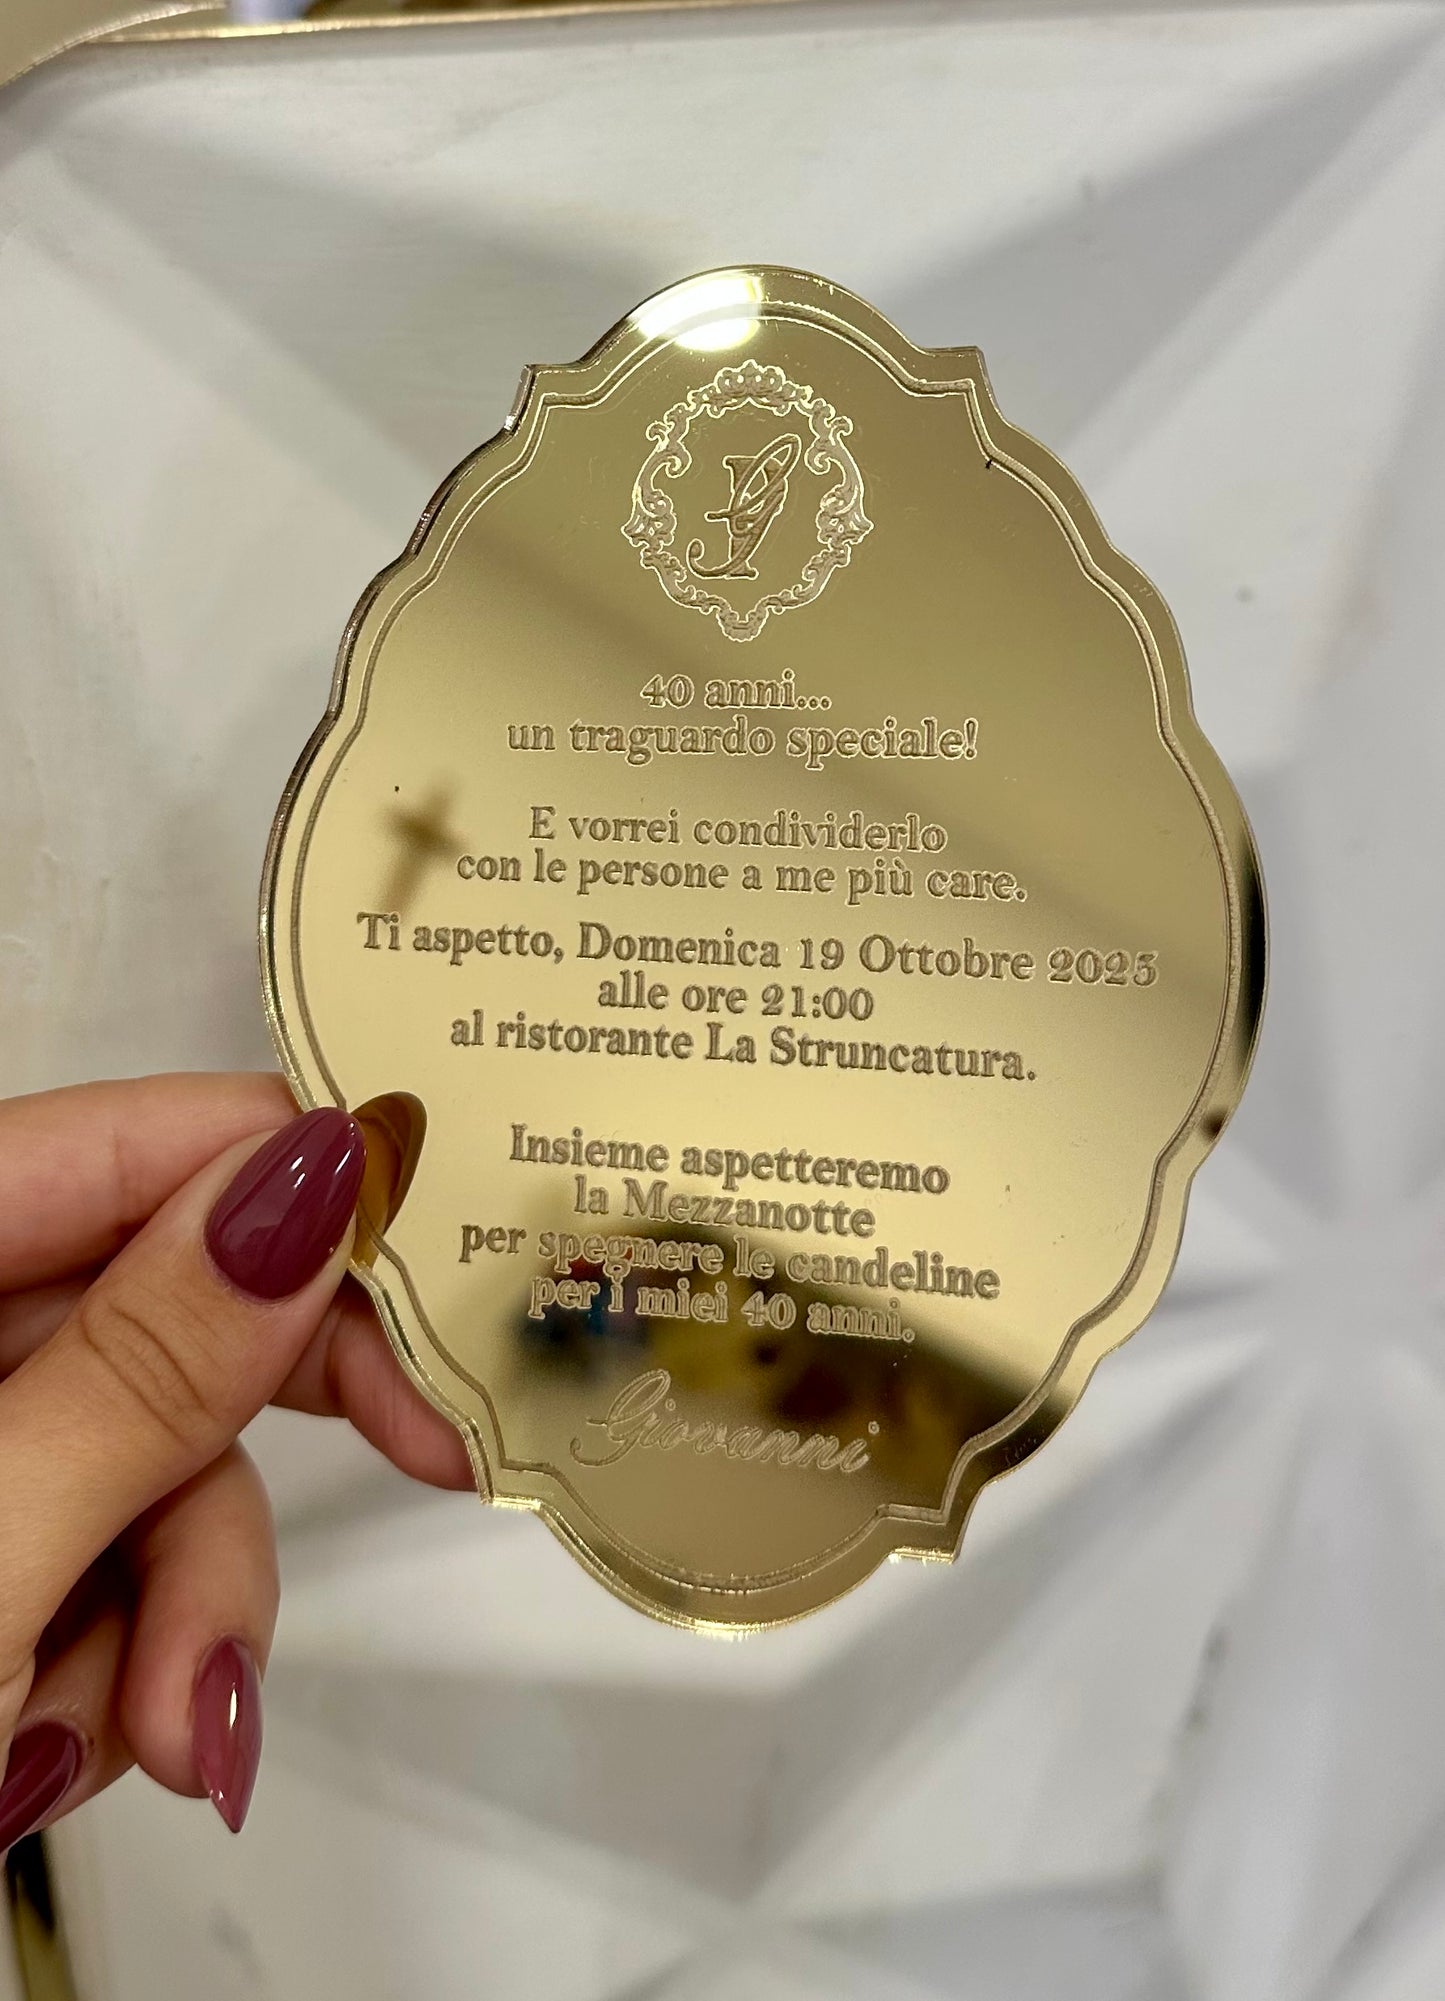 40 anni...
un traguardo speciale!
E vorrei condividerlo
con le persone a me più care.
Ti aspetto, Domenica 19 Ottobre 2025
alle ore 21:00
al ristorante La Struncatura.
Insieme aspetteremo
la Mezzanotte
per spegnere le candeline
per i miei 40 anni.
Giovanni